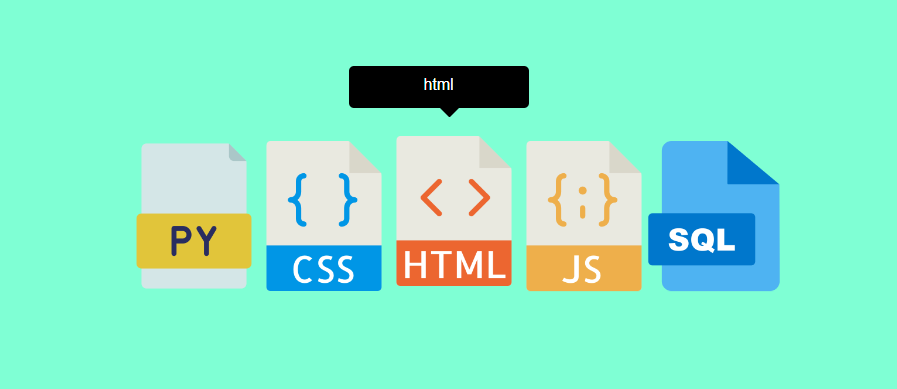 html
PY
{ }
CSS
< >
HTML
{;}
JS
SQL